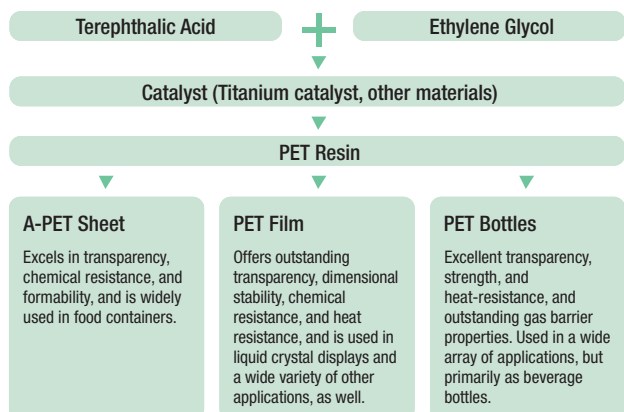 Terephthalic Acid
Ethylene Glycol
Catalyst (Titanium catalyst, other materials)
PET Resin
A-PET Sheet
Excels in transparency,
chemical resistance, and
formability, and is widely
used in food containers.
PET Film
Offers outstanding
transparency, dimensional
stability, chemical
resistance, and heat
resistance, and is used in
liquid crystal displays and
a wide variety of other
applications, as well.
PET Bottles
Excellent transparency,
strength, and
heat-resistance, and
outstanding gas barrier
properties. Used in a wide
array of applications, but
primarily as beverage
bottles.